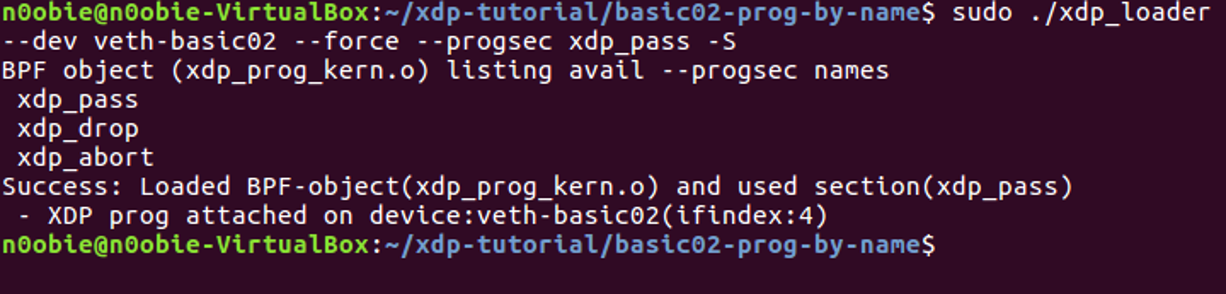 n0obie@n0obie-VirtualBox:~/xdp-tutorial/basic02-prog-by-name$ sudo ./xdp_loader
--dev veth-basic02 --force --progsec xdp_pass -S
BPF object (xdp_prog_kern.o) listing avail --progsec names
 xdp_pass
 xdp_drop
 xdp_abort
Success: Loaded BPF-object(xdp_prog_kern.o) and used section(xdp_pass)
 - XDP prog attached on device:veth-basic02(ifindex:4)
n0obie@n0obie-VirtualBox:~/xdp-tutorial/basic02-prog-by-name$